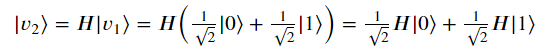 |v₂⟩ = H|v₁⟩ = H(1/√2|0⟩ + 1/√2|1⟩) = 1/√2 H|0⟩ + 1/√2 H|1⟩